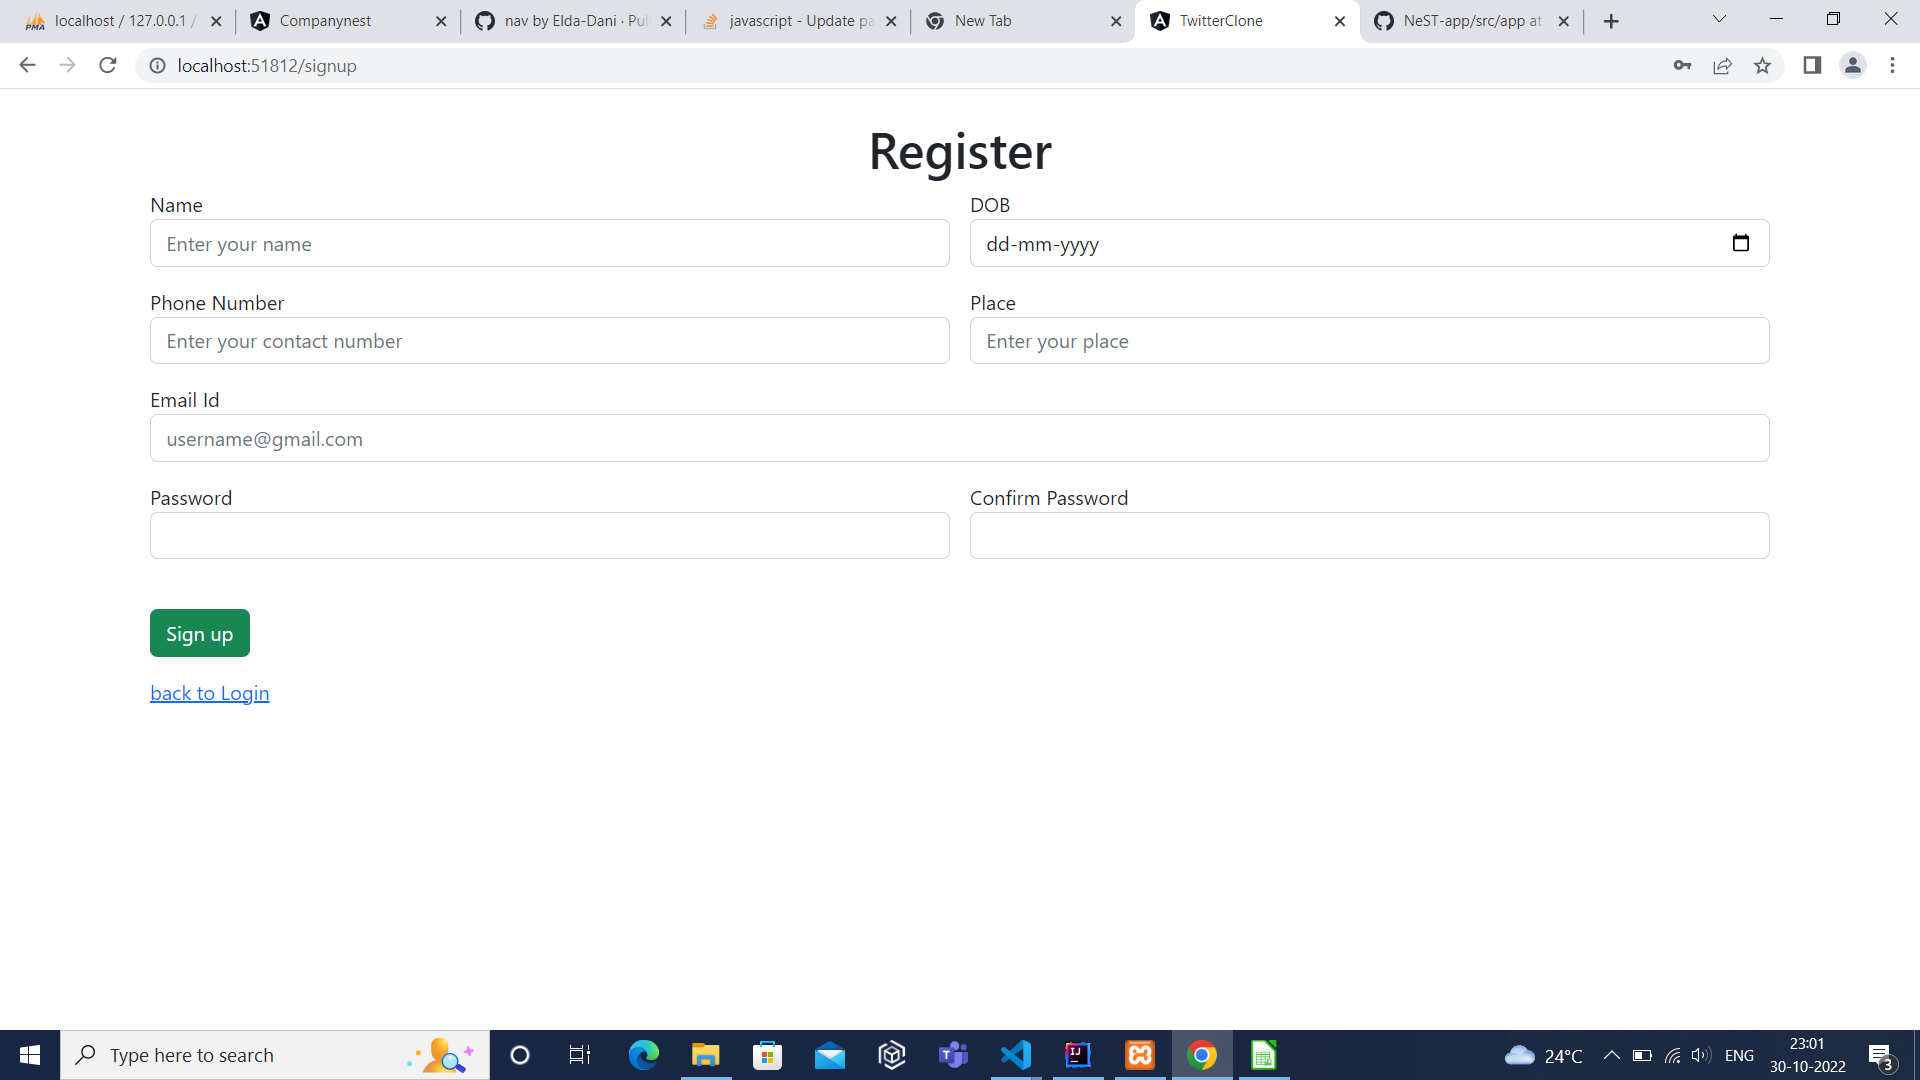 localhost / 127.0.0.1 /
Companynest
nav by Elda-Dani · Pul
javascript - Update pa
New Tab
TwitterClone
NeST-app/src/app at
localhost:51812/signup
Register
Name
DOB
Enter your name
dd-mm-yyyy
Phone Number
Place
Enter your contact number
Enter your place
Email Id
username@gmail.com
Password
Confirm Password
Sign up
back to Login
Type here to search
24°C
ENG
23:01
30-10-2022
3